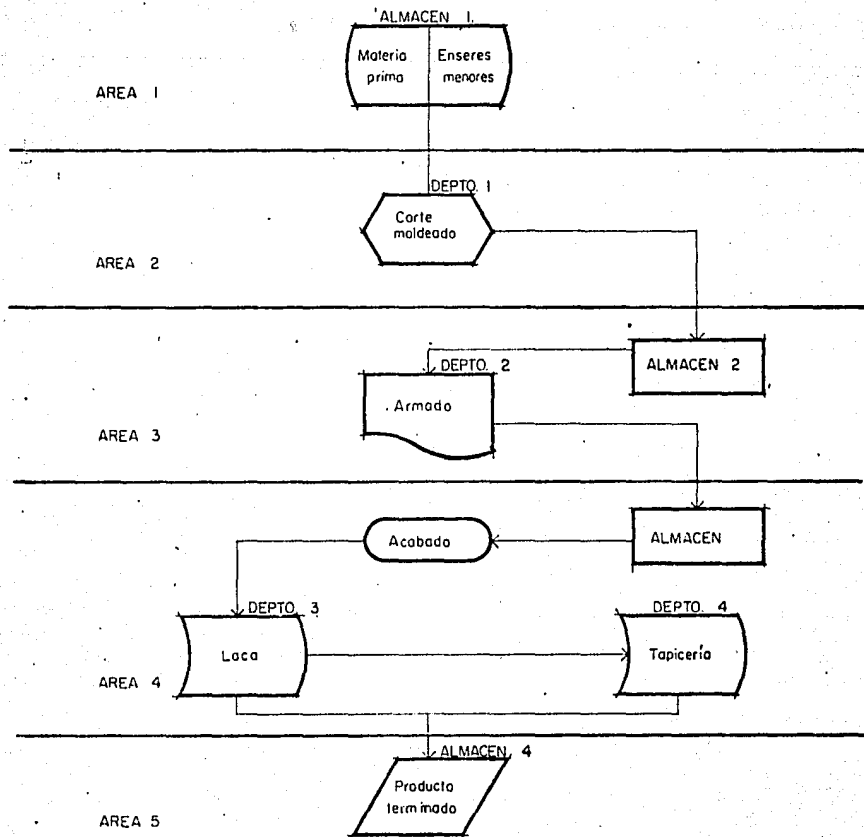 ALMACEN 1.
Materia
prima
Enseres
menores
AREA 1
DEPTO. 1
Corte
moldeado
AREA 2
ALMACEN 2
DEPTO. 2
Armado
AREA 3
ALMACEN
Acabado
DEPTO. 3
Laca
DEPTO. 4
Tapicería
AREA 4
ALMACEN 4
Producto
terminado
AREA 5